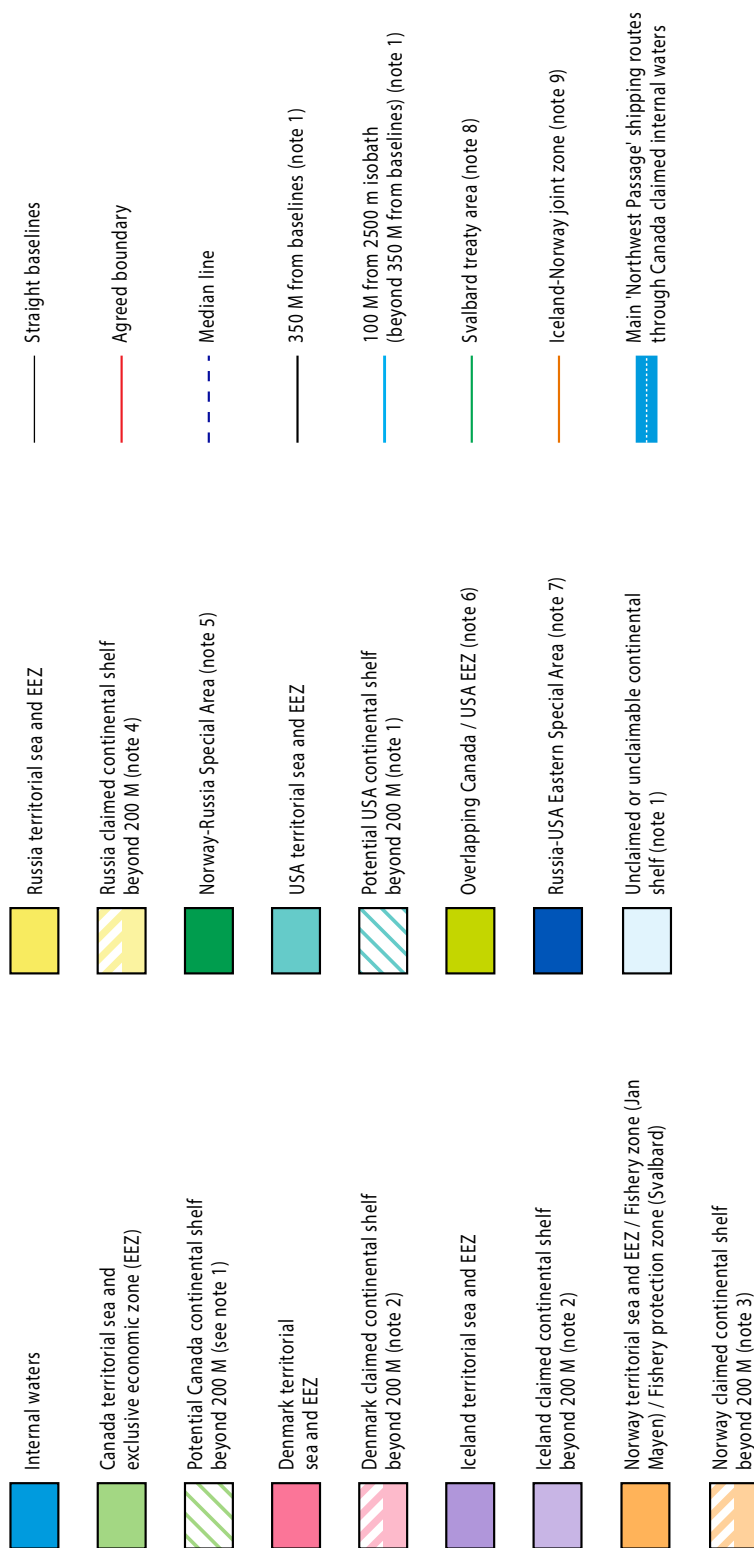 Internal waters
Canada territorial sea and
exclusive economic zone (EEZ)
Potential Canada continental shelf
beyond 200 M (see note 1)
Denmark territorial
sea and EEZ
Denmark claimed continental shelf
beyond 200 M (note 2)
Iceland territorial sea and EEZ
Iceland claimed continental shelf
beyond 200 M (note 2)
Norway territorial sea and EEZ / Fishery zone (Jan
Mayen) / Fishery protection zone (Svalbard)
Norway claimed continental shelf
beyond 200 M (note 3)
Russia territorial sea and EEZ
Russia claimed continental shelf
beyond 200 M (note 4)
Norway-Russia Special Area (note 5)
USA territorial sea and EEZ
Potential USA continental shelf
beyond 200 M (note 1)
Overlapping Canada / USA EEZ (note 6)
Russia-USA Eastern Special Area (note 7)
Unclaimed or unclaimable continental
shelf (note 1)
Straight baselines
Agreed boundary
Median line
350 M from baselines (note 1)
100 M from 2500 m isobath
(beyond 350 M from baselines) (note 1)
Svalbard treaty area (note 8)
Iceland-Norway joint zone (note 9)
Main 'Northwest Passage' shipping routes
through Canada claimed internal waters